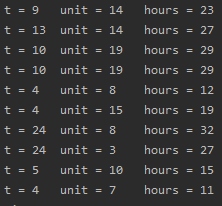 t = 9 unit = 14 hours = 23
t = 13 unit = 14 hours = 27
t = 10 unit = 19 hours = 29
t = 10 unit = 19 hours = 29
t = 4 unit = 8 hours = 12
t = 4 unit = 15 hours = 19
t = 24 unit = 8 hours = 32
t = 24 unit = 3 hours = 27
t = 5 unit = 10 hours = 15
t = 4 unit = 7 hours = 11